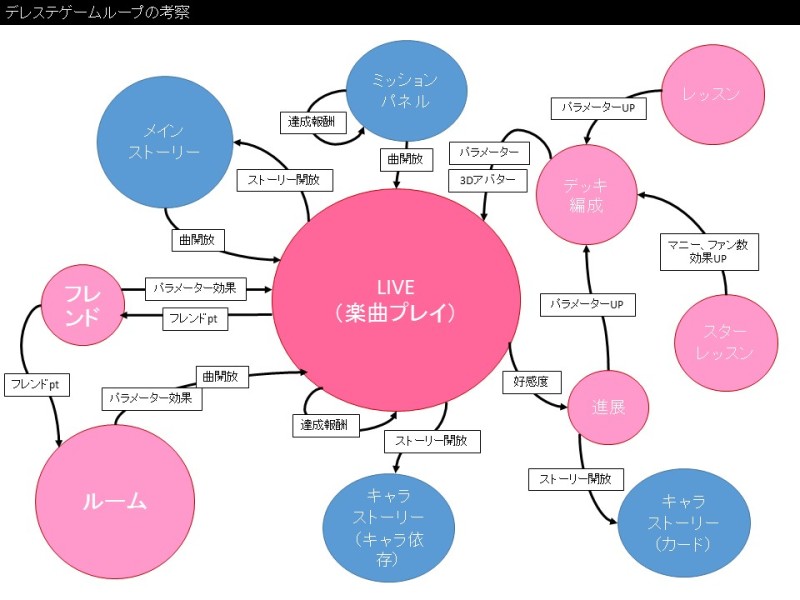 デレステゲームループの考察
ミッション
パネル
達成報酬
曲開放
メイン
ストーリー
ストーリー開放
曲開放
レッスン
パラメーターUP
パラメーター
3Dアバター
デッキ
編成
マニー、ファン数
効果UP
スター
レッスン
パラメーターUP
LIVE
(楽曲プレイ)
フレ
ンド
パラメーター効果
フレンドpt
フレンドpt
曲開放
パラメーター効果
ルーム
達成報酬
ストーリー開放
好感度
進展
ストーリー開放
キャラ
ストーリー
(キャラ依
存)
キャラ
ストーリー
(カード)